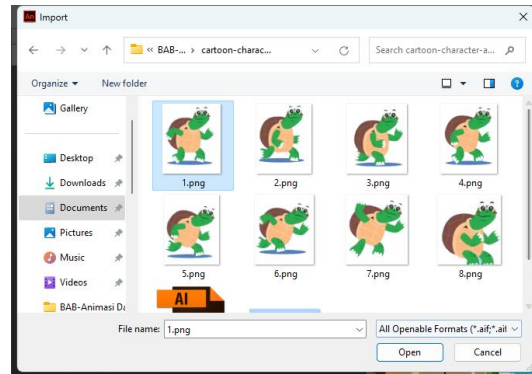 An Import
« BAB-... › cartoon-charac...
Search cartoon-character-a...
Organize
New folder
Gallery
Desktop
Downloads
Documents
Pictures
Music
Videos
BAB-Animasi Da
1.png
2.png
3.png
4.png
5.png
6.png
7.png
8.png
AI
File name:
1.png
All Openable Formats (*.aif;*.aif
Open
Cancel